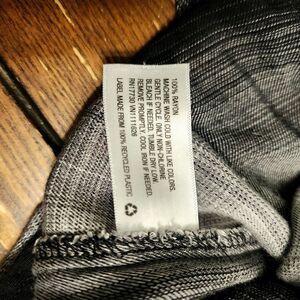 100% RAYON
MACHINE WASH COLD WITH LIKE COLORS,
GENTLE CYCLE. ONLY NON-CHLORINE
BLEACH IF NEEDED. TUMBLE DRY LOW.
REMOVE PROMPTLY. COOL IRON IF NEEDED.
RN17730 VN1111626
LABEL MADE FROM 100% RECYCLED PLASTIC